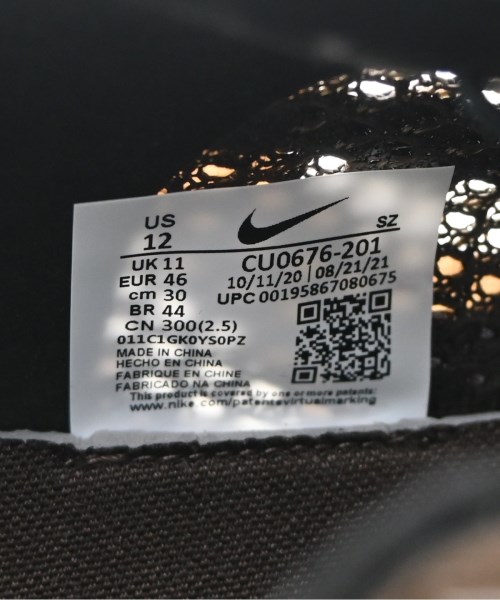 US
12
SZ
UK 11
EUR 46
cm 30
BR 44
CN 300(2.5)
011C1GK0YS0PZ
CU0676-201
10/11/20 | 08/21/21
UPC 00195867080675
MADE IN CHINA
HECHO EN CHINA
FABRIQUE EN CHINE
FABRICADO NA CHINA
This product is covered by one or more patents:
www.nike.com/patentsvirtualmarking